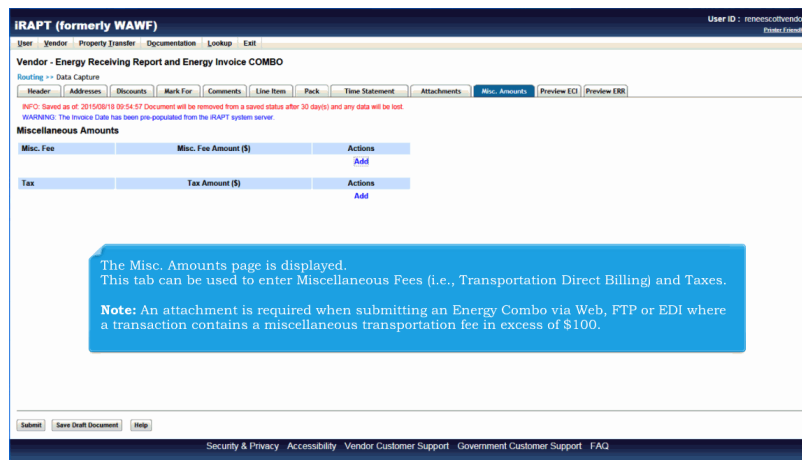 iRAPT (formerly WAWF)
User ID : reneescottvendo
Printer Friend
User Vendor Property Transfer Documentation Lookup Exit
Vendor - Energy Receiving Report and Energy Invoice COMBO
Routing >> Data Capture
Header Addresses Discounts Mark For Comments Line Item Pack Time Statement Attachments Misc. Amounts Preview ECI Preview ERR
INFO: Saved as of: 2015/08/18 09:54:57 Document will be removed from a saved status after 30 day(s) and any data will be lost.
WARNING: The Invoice Date has been pre-populated from the iRAPT system server.
Miscellaneous Amounts
Misc. Fee Misc. Fee Amount ($) Actions
Add
Tax Tax Amount ($) Actions
Add
The Misc. Amounts page is displayed.
This tab can be used to enter Miscellaneous Fees (i.e., Transportation Direct Billing) and Taxes.
Note: An attachment is required when submitting an Energy Combo via Web, FTP or EDI where
a transaction contains a miscellaneous transportation fee in excess of $100.
Submit Save Draft Document Help
Security & Privacy Accessibility Vendor Customer Support Government Customer Support FAQ